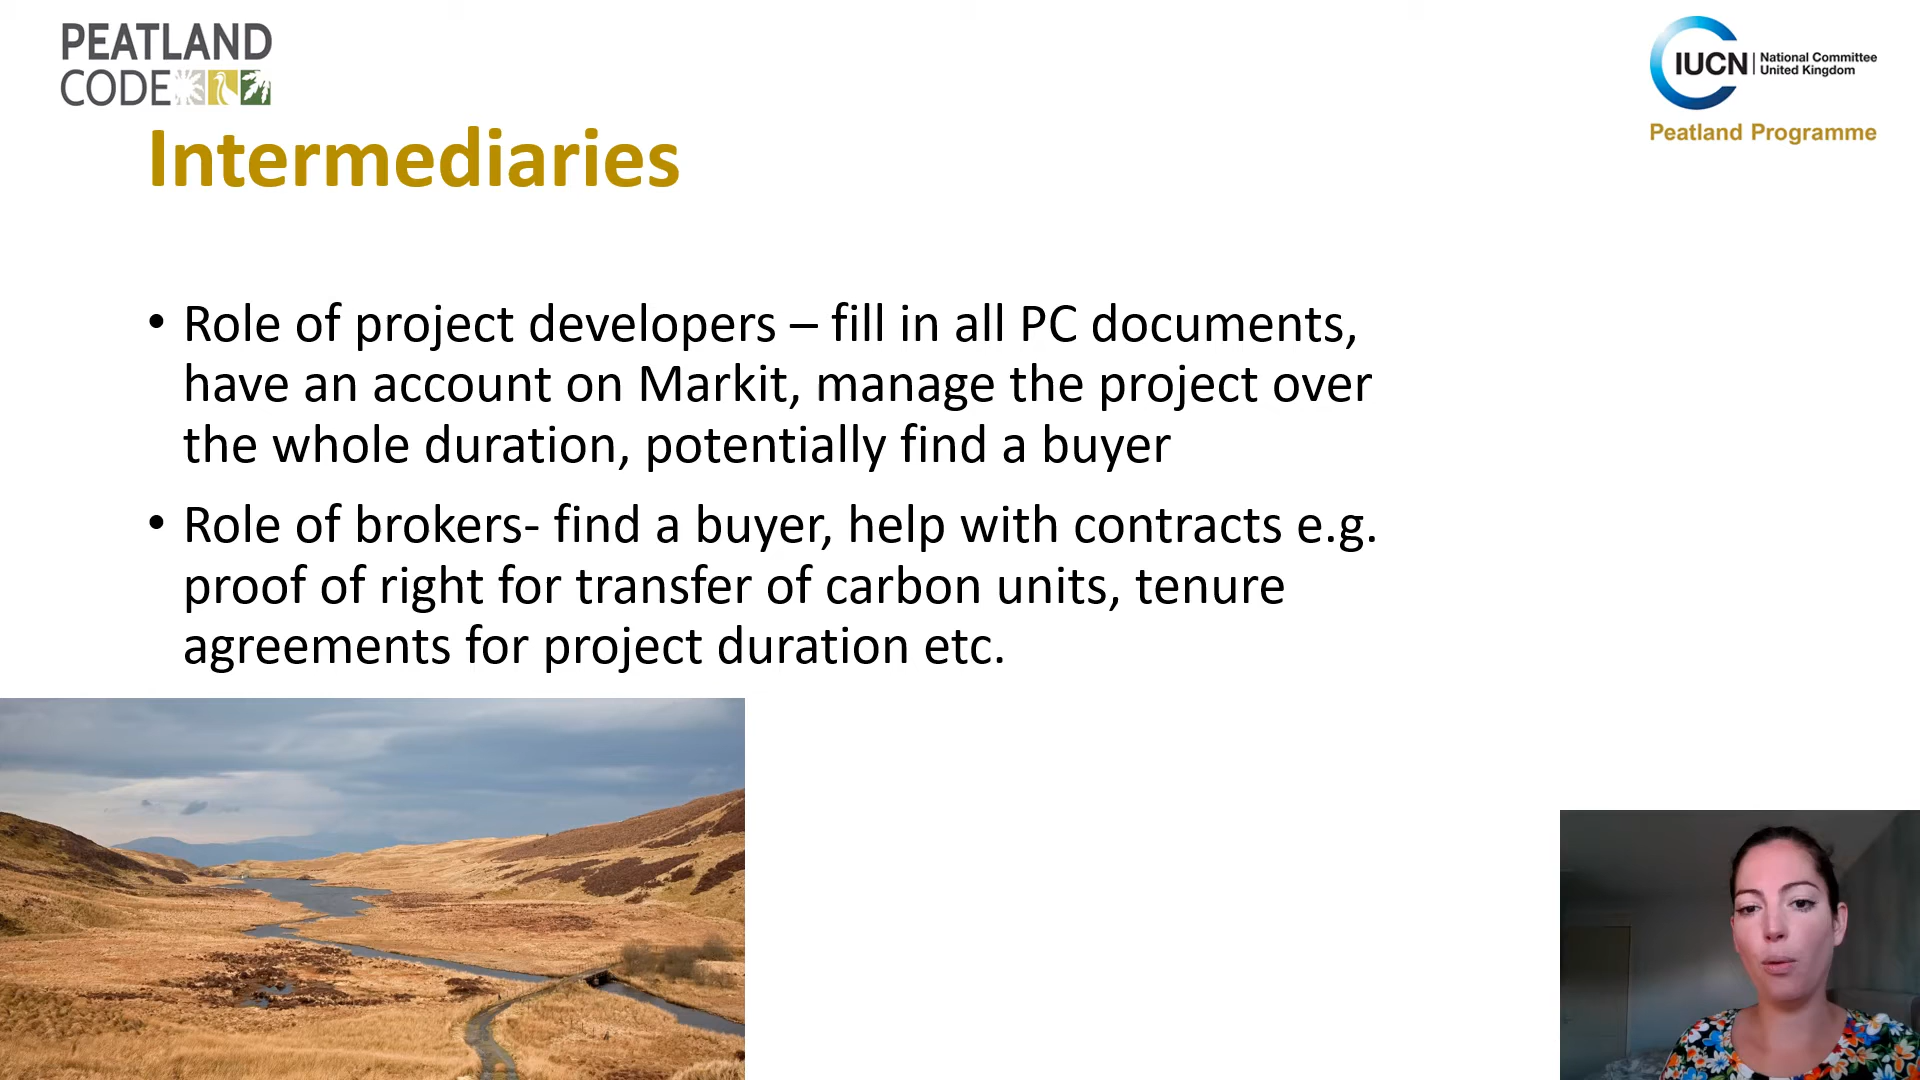 PEATLAND
CODE
IUCN
National Committee
United Kingdom
Peatland Programme
Intermediaries
• Role of project developers – fill in all PC documents,
have an account on Markit, manage the project over
the whole duration, potentially find a buyer
• Role of brokers- find a buyer, help with contracts e.g.
proof of right for transfer of carbon units, tenure
agreements for project duration etc.